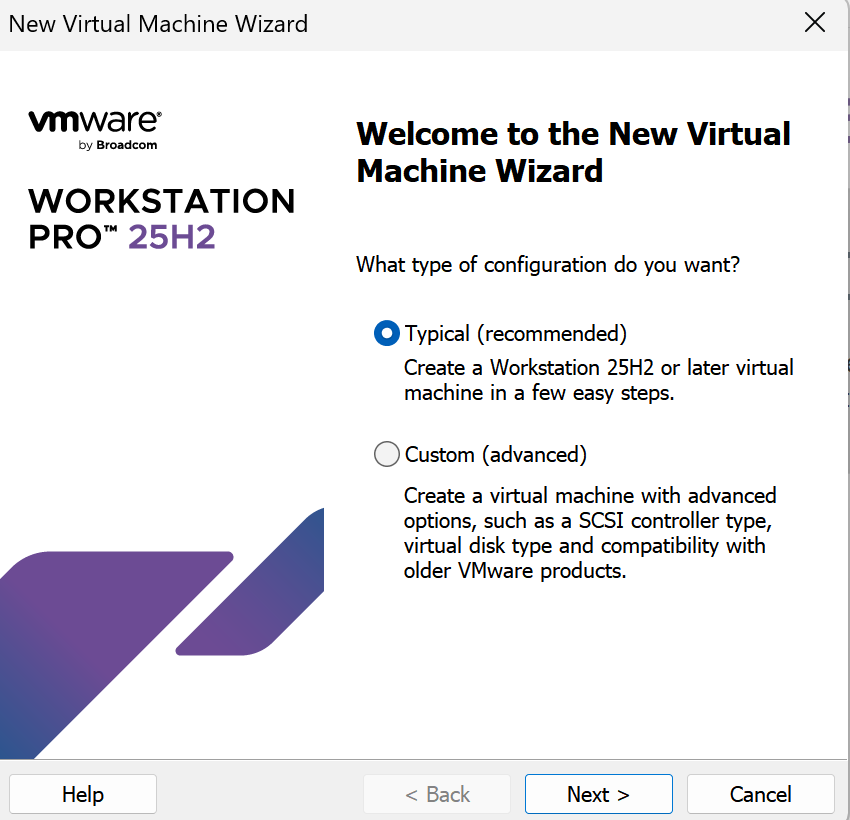 New Virtual Machine Wizard
vmware®
by Broadcom
WORKSTATION
PRO™ 25H2
Welcome to the New Virtual
Machine Wizard
What type of configuration do you want?
Typical (recommended)
Create a Workstation 25H2 or later virtual
machine in a few easy steps.
Custom (advanced)
Create a virtual machine with advanced
options, such as a SCSI controller type,
virtual disk type and compatibility with
older VMware products.
Help
< Back
Next >
Cancel